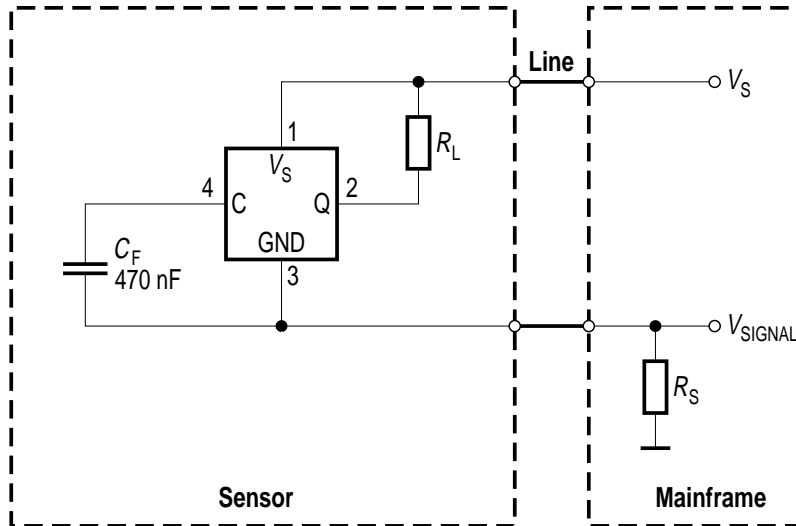 Line
V_S
1
R_L
V_S
4
2
C
Q
GND
C_F
470 nF
3
V_SIGNAL
R_S
Sensor
Mainframe